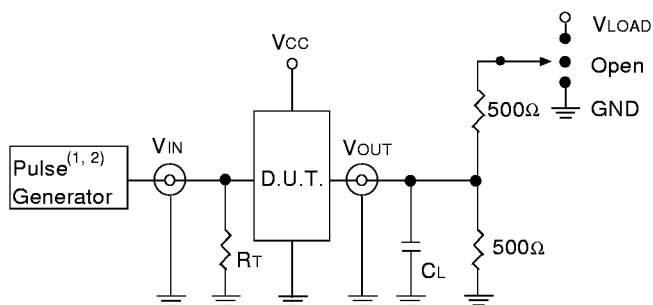 VLOAD
VCC
Open
500Ω
GND
VIN
VOUT
Pulse(1, 2)
Generator
D.U.T.
RT
CL
500Ω